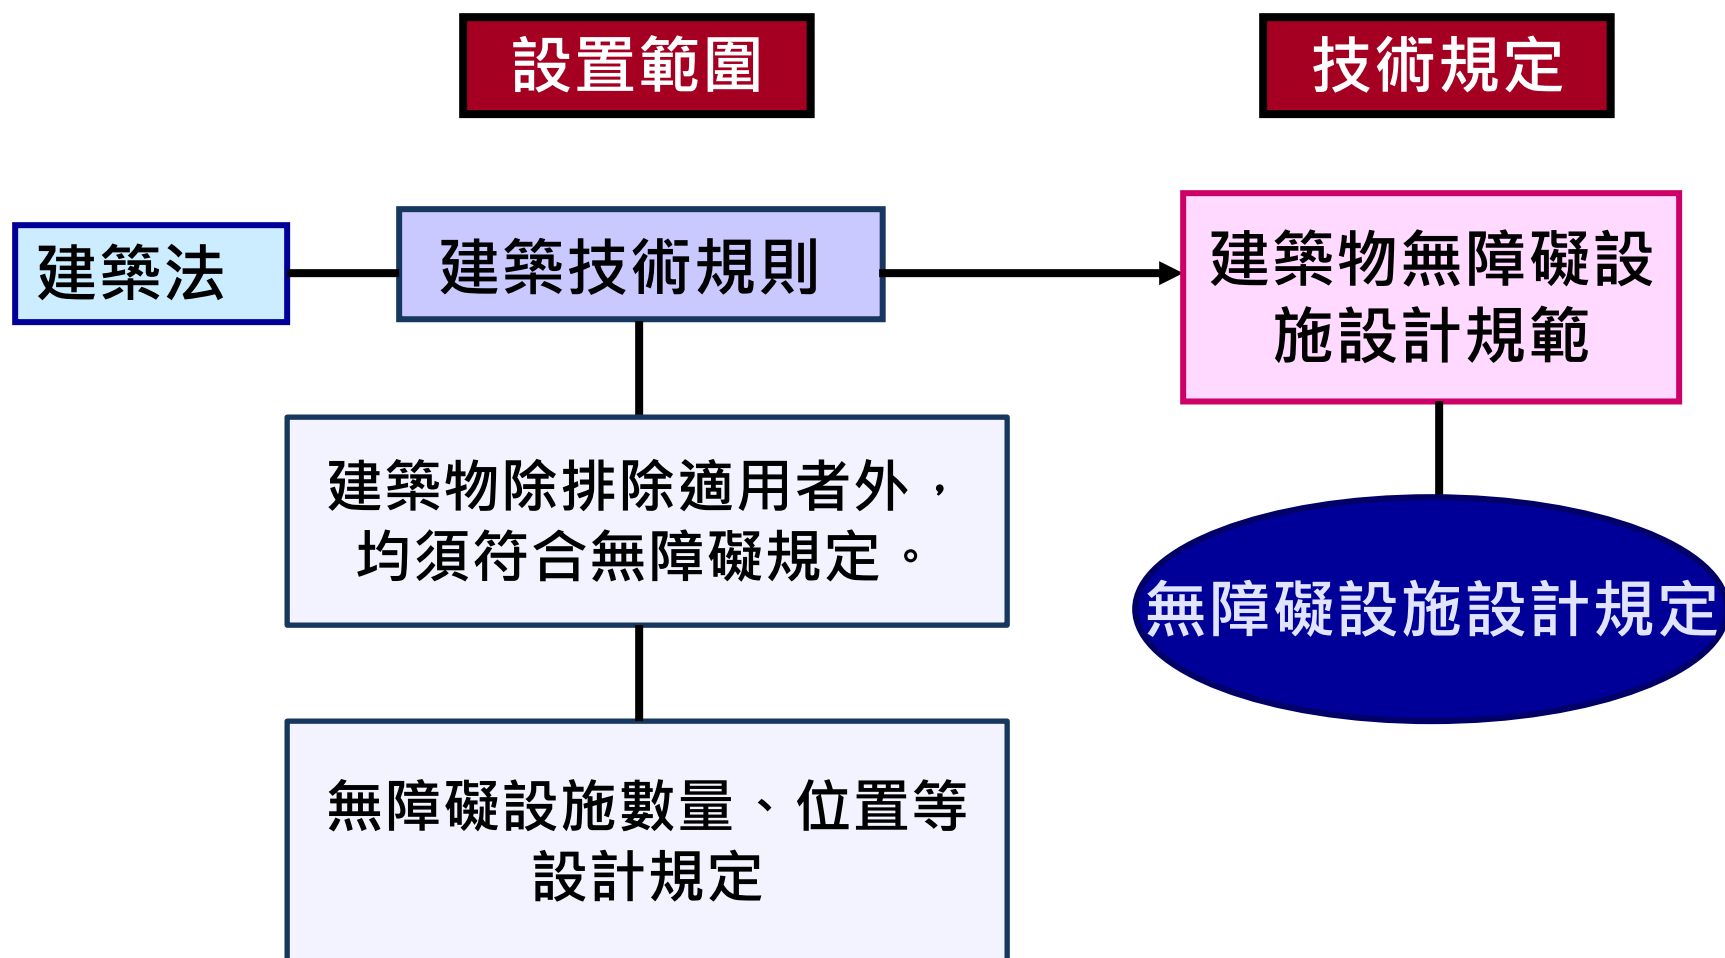 設置範圍
技術規定
建築法
建築技術規則
建築物無障礙設
施設計規範
建築物除排除適用者外，
均須符合無障礙規定。
無障礙設施設計規定
無障礙設施數量、位置等
設計規定